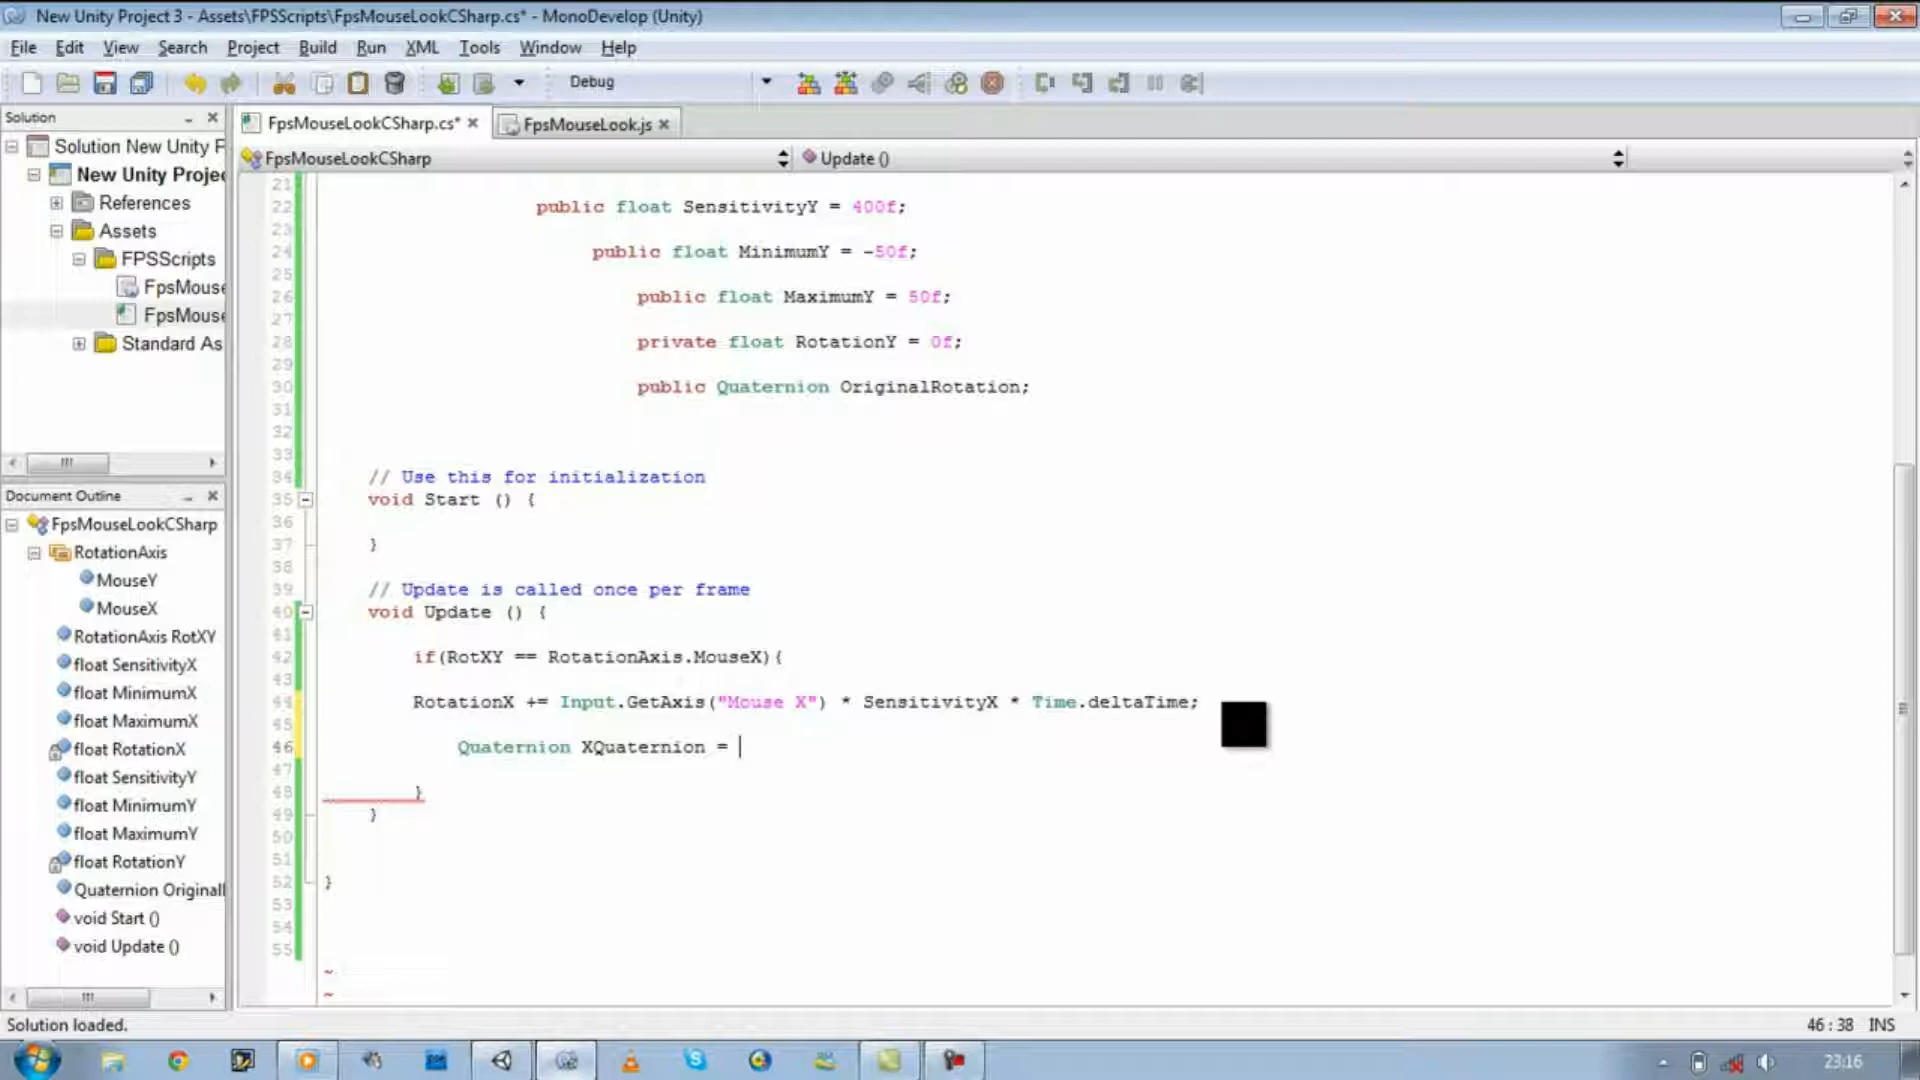 New Unity Project 3 - Assets\FPSScripts\FpsMouseLookCSharp.cs* - MonoDevelop (Unity)
File Edit View Search Project Build Run XML Tools Window Help
Debug
Solution
FpsMouseLookCSharp.cs*
FpsMouseLook.js
FpsMouseLookCSharp
Update ()
Solution New Unity F
New Unity Projec
References
Assets
FPSScripts
FpsMouse
FpsMouse
Standard As
Document Outline
FpsMouseLookCSharp
RotationAxis
MouseY
MouseX
RotationAxis RotXY
float SensitivityX
float MinimumX
float MaximumX
float RotationX
float SensitivityY
float MinimumY
float MaximumY
float RotationY
Quaternion Originall
void Start ()
void Update ()
21
22 public float SensitivityY = 400f;
23
24 public float MinimumY = -50f;
25
26 public float MaximumY = 50f;
27
28 private float RotationY = 0f;
29
30 public Quaternion OriginalRotation;
31
32
33
34 // Use this for initialization
35 void Start () {
36
37 }
38
39 // Update is called once per frame
40 void Update () {
41
42 if(RotXY == RotationAxis.MouseX){
43
44 RotationX += Input.GetAxis("Mouse X") * SensitivityX * Time.deltaTime;
45
46 Quaternion XQuaternion =
47
48 }
49 }
50
51
52 }
53
54
55
~
~
Solution loaded.
46 : 38 INS
23:16